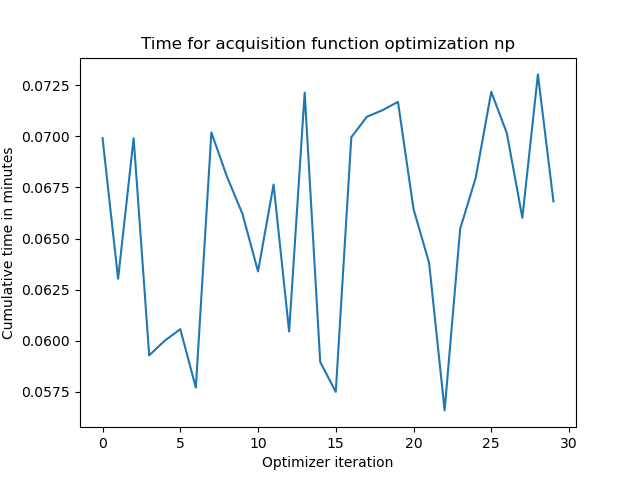 Time for acquisition function optimization np
0.0725
0.0700
0.0675
0.0650
0.0625
0.0600
0.0575
Cumulative time in minutes
0 5 10 15 20 25 30
Optimizer iteration